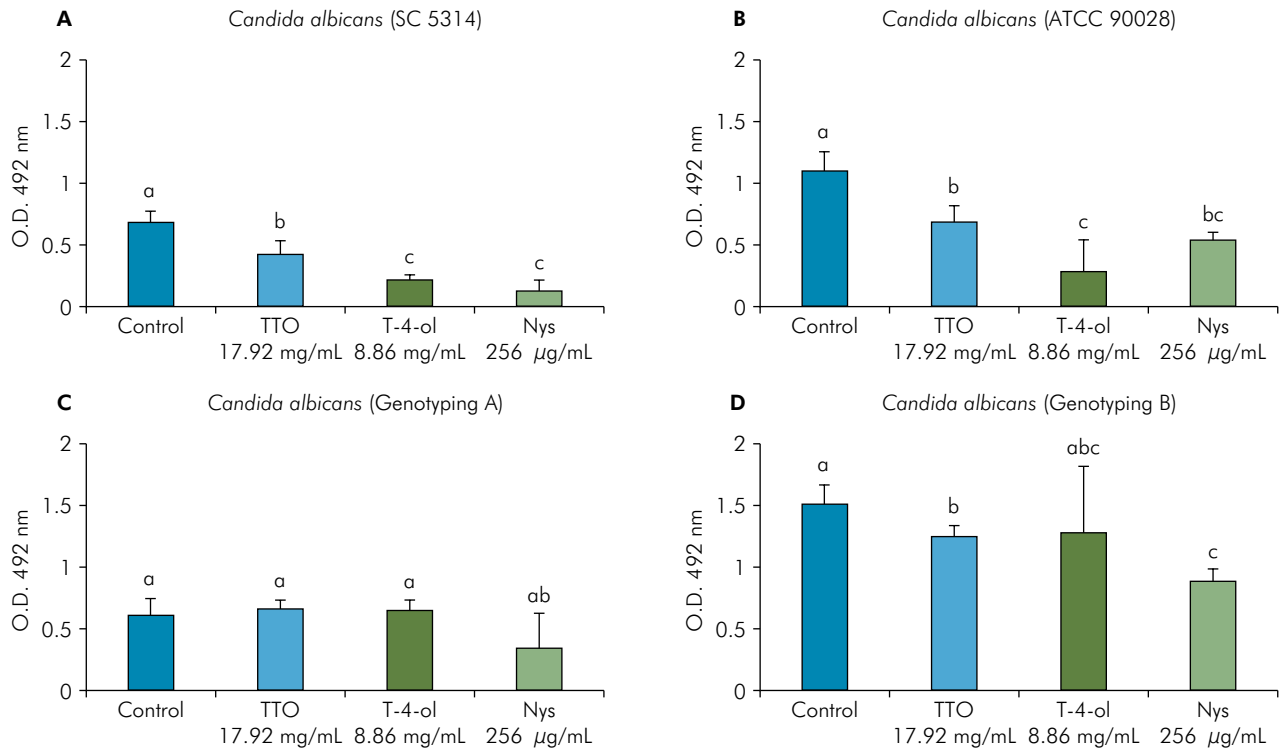 A
Candida albicans (SC 5314)
O.D. 492 nm
2
1.5
1
0.5
0
a
b
c
c
Control
TTO
17.92 mg/mL
T-4-ol
8.86 mg/mL
Nys
256 µg/mL
B
Candida albicans (ATCC 90028)
O.D. 492 nm
2
1.5
1
0.5
0
a
b
c
bc
Control
TTO
17.92 mg/mL
T-4-ol
8.86 mg/mL
Nys
256 µg/mL
C
Candida albicans (Genotyping A)
O.D. 492 nm
2
1.5
1
0.5
0
a
a
a
ab
Control
TTO
17.92 mg/mL
T-4-ol
8.86 mg/mL
Nys
256 µg/mL
D
Candida albicans (Genotyping B)
O.D. 492 nm
2
1.5
1
0.5
0
a
b
abc
c
Control
TTO
17.92 mg/mL
T-4-ol
8.86 mg/mL
Nys
256 µg/mL